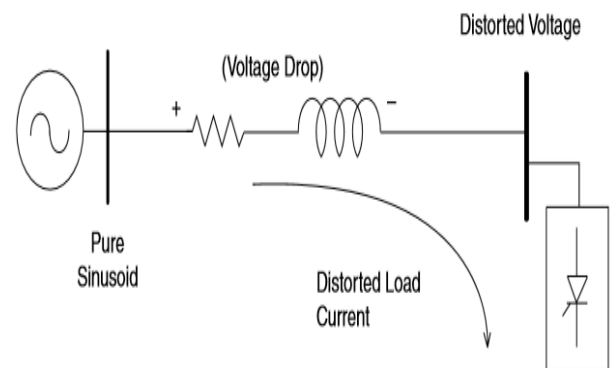 Distorted Voltage
(Voltage Drop)
+
−
Pure
Sinusoid
Distorted Load
Current